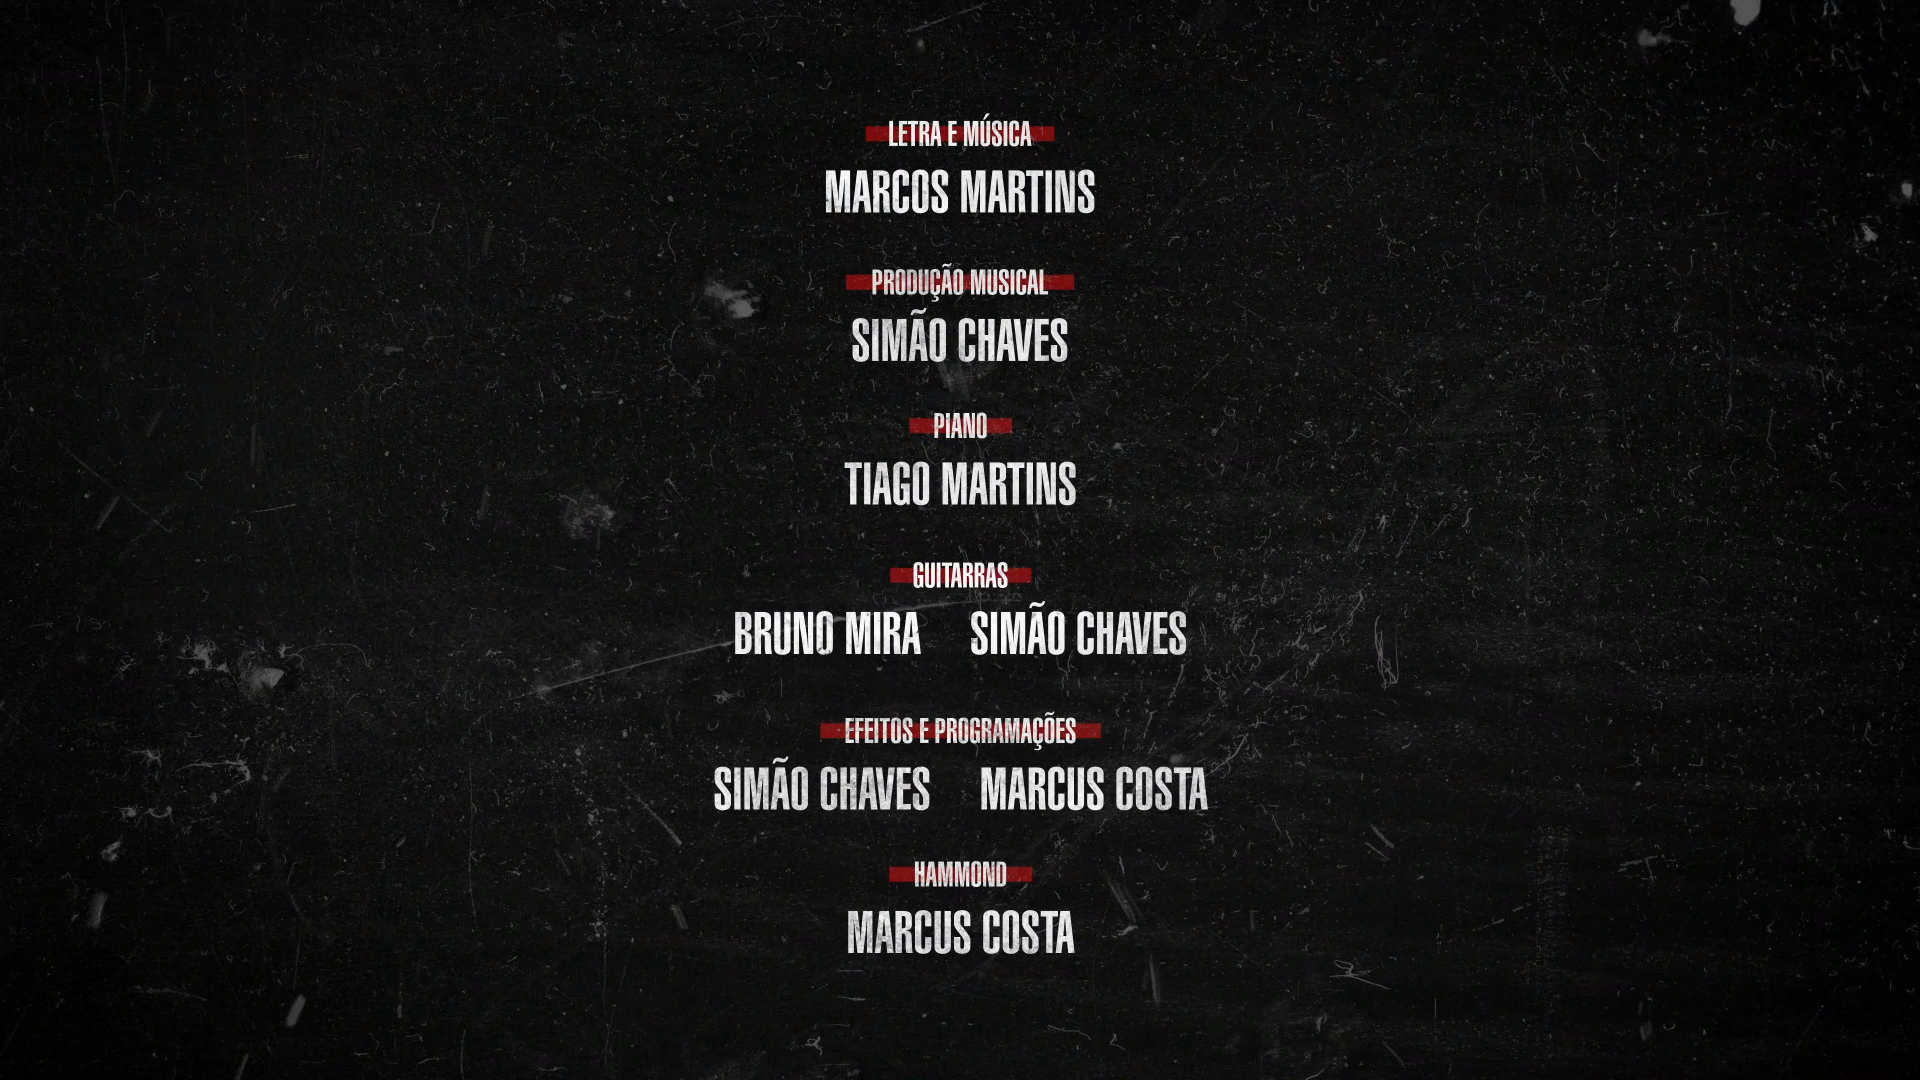 LETRA E MÚSICA
MARCOS MARTINS
PRODUÇÃO MUSICAL
SIMÃO CHAVES
PIANO
TIAGO MARTINS
GUITARRAS
BRUNO MIRA SIMÃO CHAVES
EFEITOS E PROGRAMAÇÕES
SIMÃO CHAVES MARCUS COSTA
HAMMOND
MARCUS COSTA